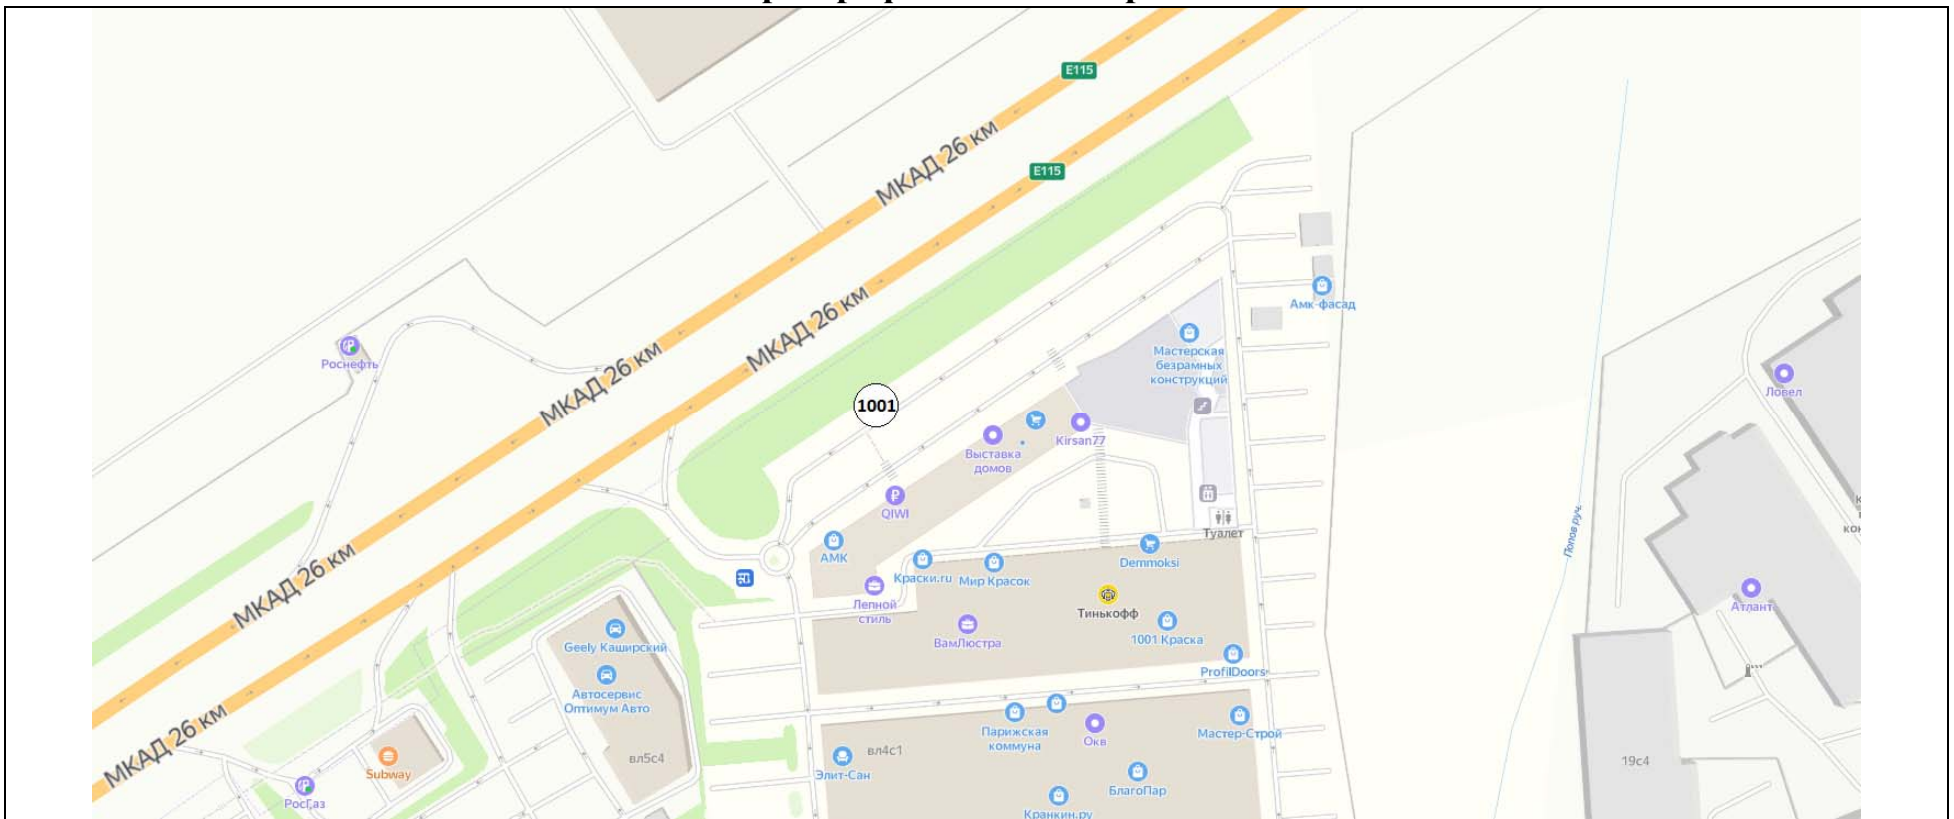 E115
МКАД 26 км
E115
МКАД 26 км
Амк-фасад
Роснефть
МКАД 26 км
Мастерская
безрамных
конструкций
Ловел
1001
Kirsan77
Выставка
домов
QIWI
Попов руч.
Туалет
АМК
Краски.ru
Мир Красок
Demmoksi
МКАД 26 км
Лепной
стиль
Тинькофф
Атлант
Geely Каширский
ВамЛюстра
1001 Краска
ProfilDoors
Автосервис
Оптимум Авто
МКАД 26 км
Парижская
коммуна
Окв
Мастер-Строй
вл4с1
вл5с4
19с4
Subway
Элит-Сан
БлагоПар
РосГаз
Кранкин.ру